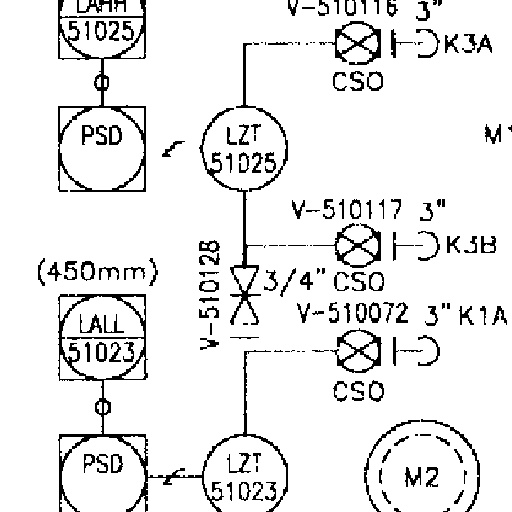 LAHH
51025
V-510116 3"
K3A
CSO
PSD
LZT
51025
V-510117 3"
K3B
CSO
V-510128
3/4"
(450mm)
LALL
51023
V-510072 3" K1A
CSO
PSD
LZT
51023
M2